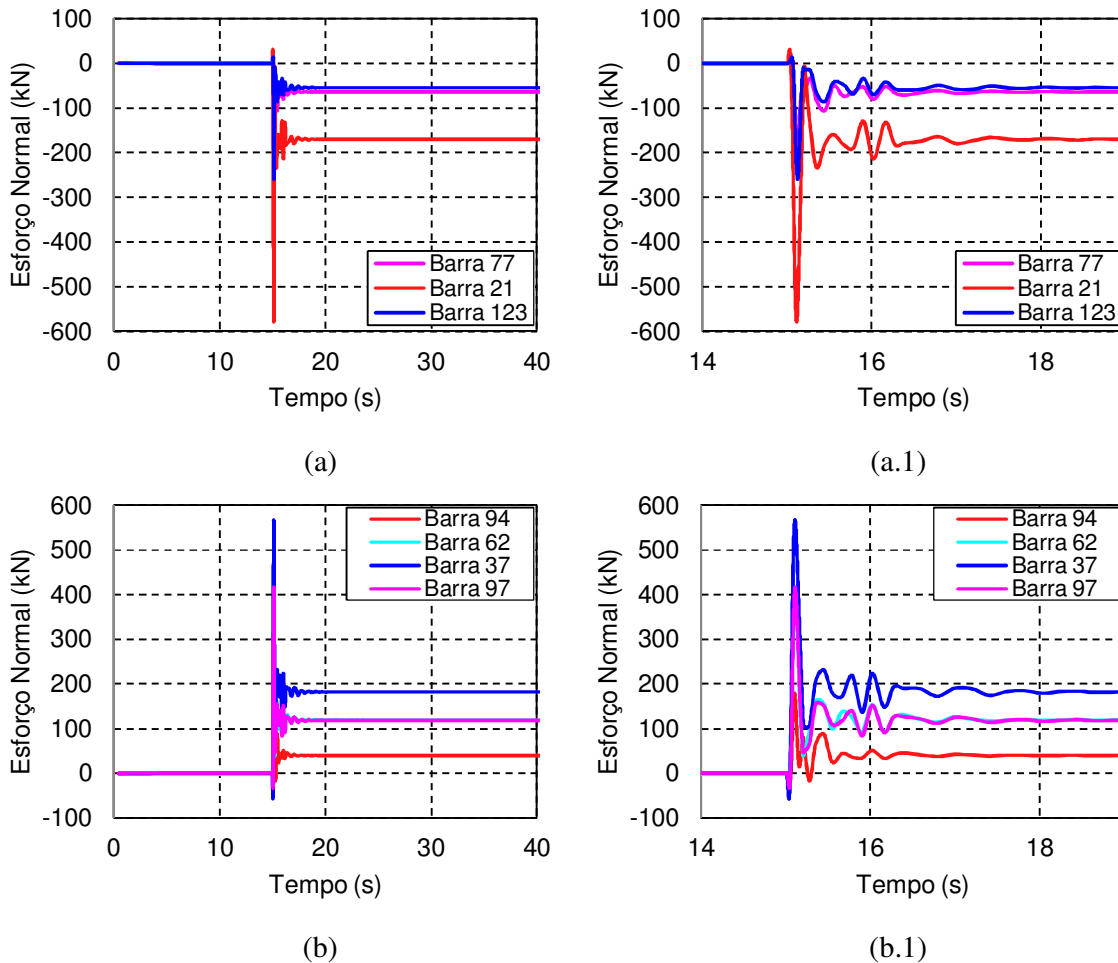 100
0
-100
-200
-300
-400
-500
-600
Esforço Normal (kN)
Barra 77
Barra 21
Barra 123
0 10 20 30 40
Tempo (s)
(a)
100
0
-100
-200
-300
-400
-500
-600
Esforço Normal (kN)
Barra 77
Barra 21
Barra 123
14 16 18
Tempo (s)
(a.1)
600
500
400
300
200
100
0
-100
Esforço Normal (kN)
Barra 94
Barra 62
Barra 37
Barra 97
0 10 20 30 40
Tempo (s)
(b)
600
500
400
300
200
100
0
-100
Esforço Normal (kN)
Barra 94
Barra 62
Barra 37
Barra 97
14 16 18
Tempo (s)
(b.1)